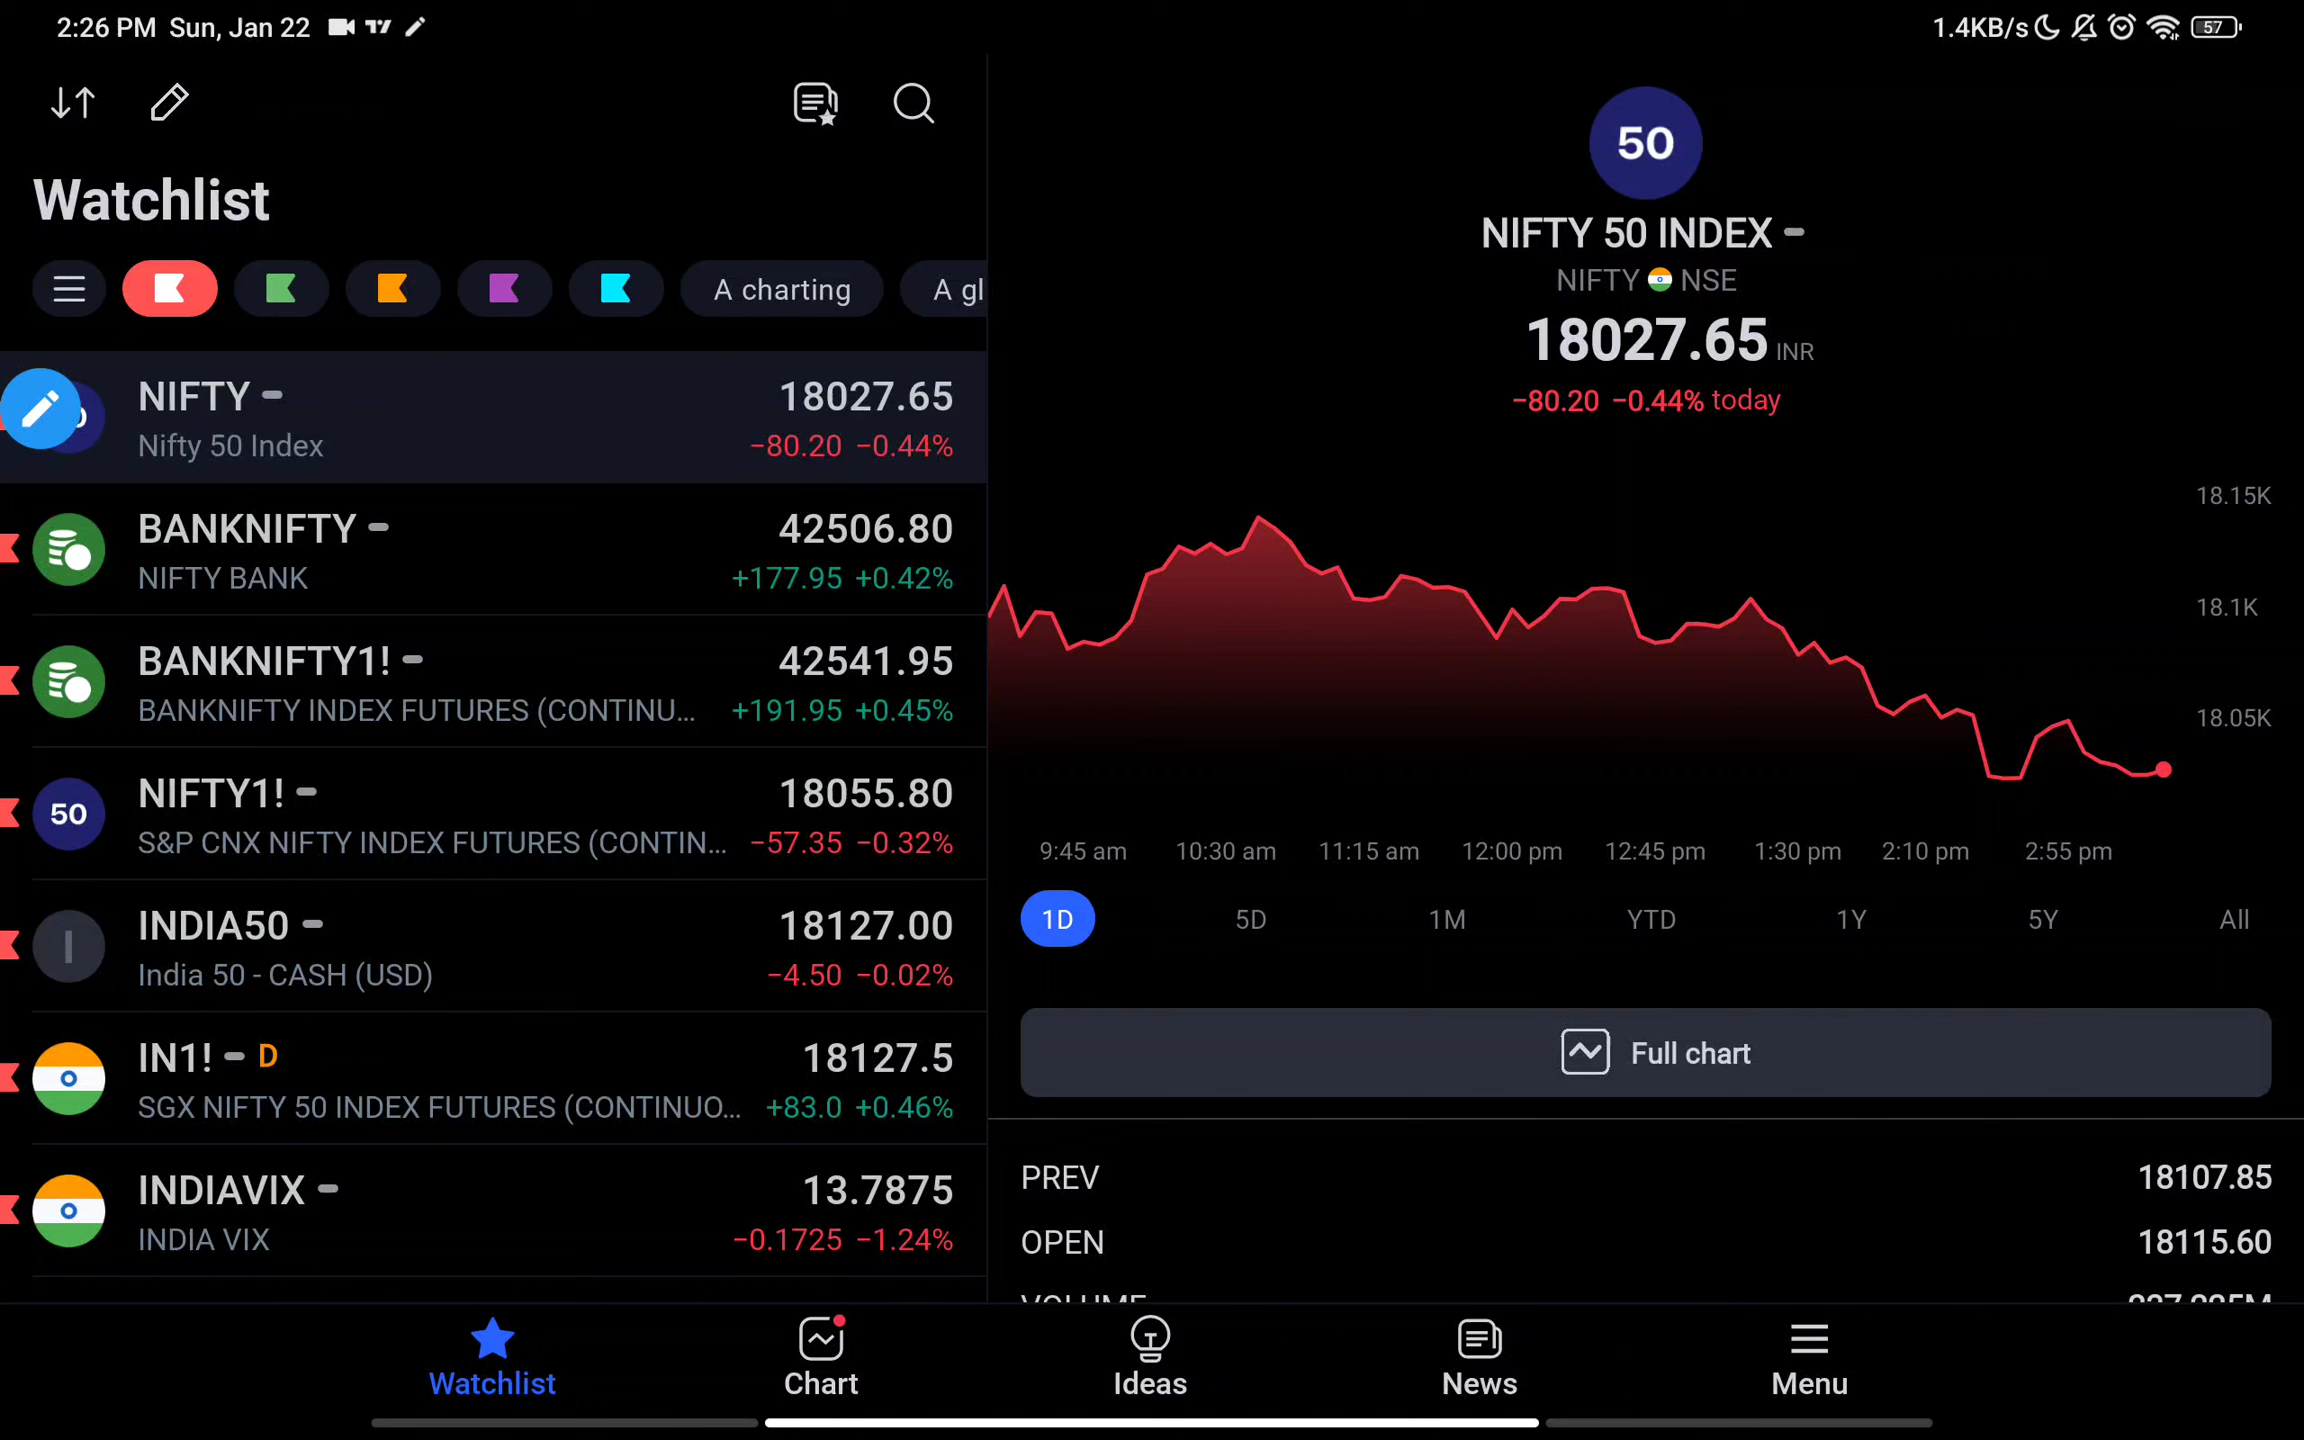 2:26 PM Sun, Jan 22
1.4KB/s 57
Watchlist
A charting A gl
NIFTY 18027.65
Nifty 50 Index −80.20 −0.44%
BANKNIFTY 42506.80
NIFTY BANK +177.95 +0.42%
BANKNIFTY1! 42541.95
BANKNIFTY INDEX FUTURES (CONTINU... +191.95 +0.45%
50 NIFTY1! 18055.80
S&P CNX NIFTY INDEX FUTURES (CONTIN... −57.35 −0.32%
I INDIA50 18127.00
India 50 - CASH (USD) −4.50 −0.02%
IN1! D 18127.5
SGX NIFTY 50 INDEX FUTURES (CONTINUO... +83.0 +0.46%
INDIAVIX 13.7875
INDIA VIX −0.1725 −1.24%
50
NIFTY 50 INDEX
NIFTY NSE
18027.65 INR
−80.20 −0.44% today
18.15K
18.1K
18.05K
9:45 am 10:30 am 11:15 am 12:00 pm 12:45 pm 1:30 pm 2:10 pm 2:55 pm
1D 5D 1M YTD 1Y 5Y All
Full chart
PREV 18107.85
OPEN 18115.60
VOLUME
Watchlist Chart Ideas News Menu